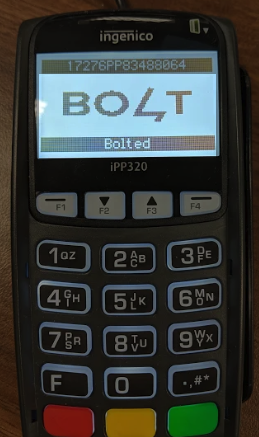 ingenico
17276PP83488064
BOLT
Bolted
iPP320
F1 F2 F3 F4
1QZ 2ABC 3DEF
4GHI 5JKL 6MNO
7PRS 8TUV 9WXY
F 0 .,#*